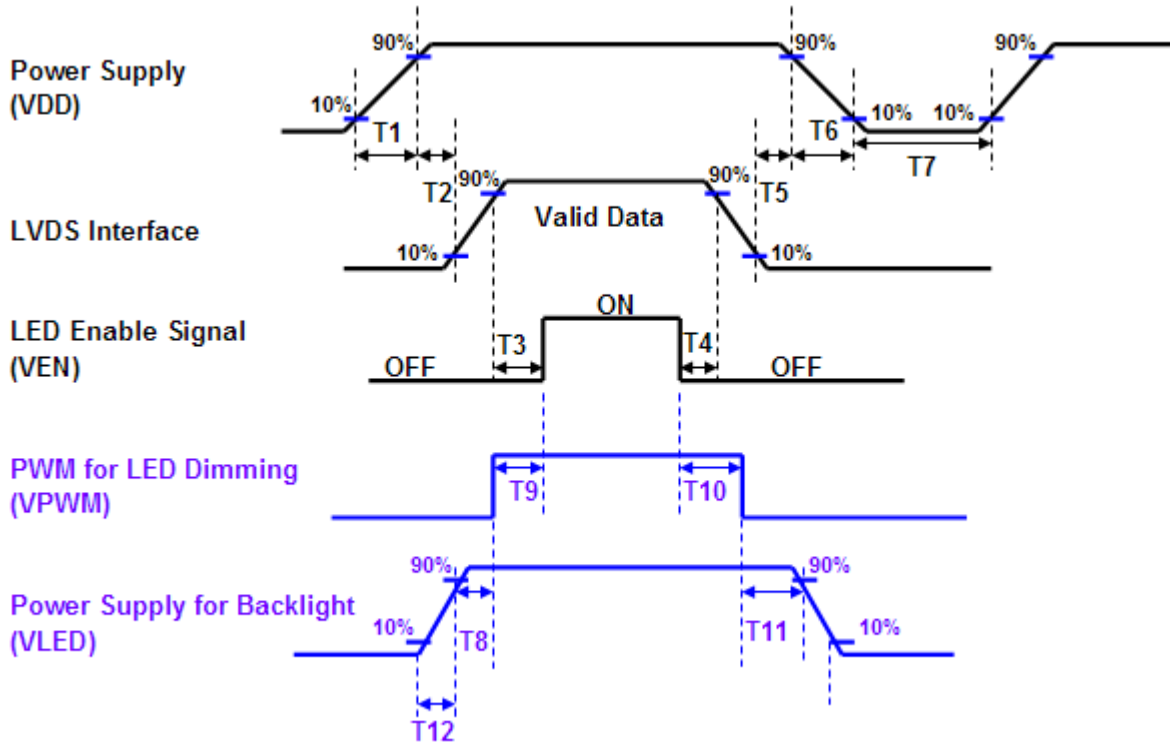 90%
90%
90%
Power Supply
(VDD)
10%
10%
10%
T1
T6
T7
T2
90%
90%
T5
Valid Data
LVDS Interface
10%
10%
ON
LED Enable Signal
(VEN)
T3
T4
OFF
OFF
PWM for LED Dimming
(VPWM)
T9
T10
90%
90%
Power Supply for Backlight
(VLED)
10%
10%
T8
T11
T12